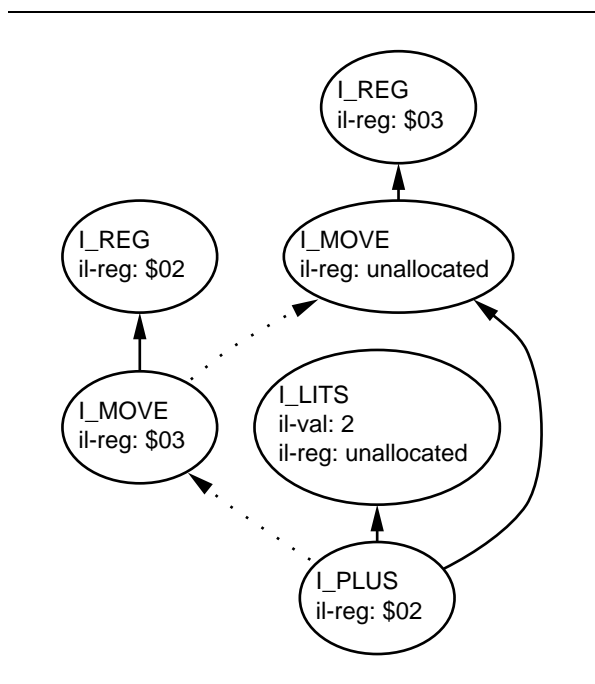 I_REG
il-reg: $03
I_REG
il-reg: $02
I_MOVE
il-reg: unallocated
I_MOVE
il-reg: $03
I_LITS
il-val: 2
il-reg: unallocated
I_PLUS
il-reg: $02